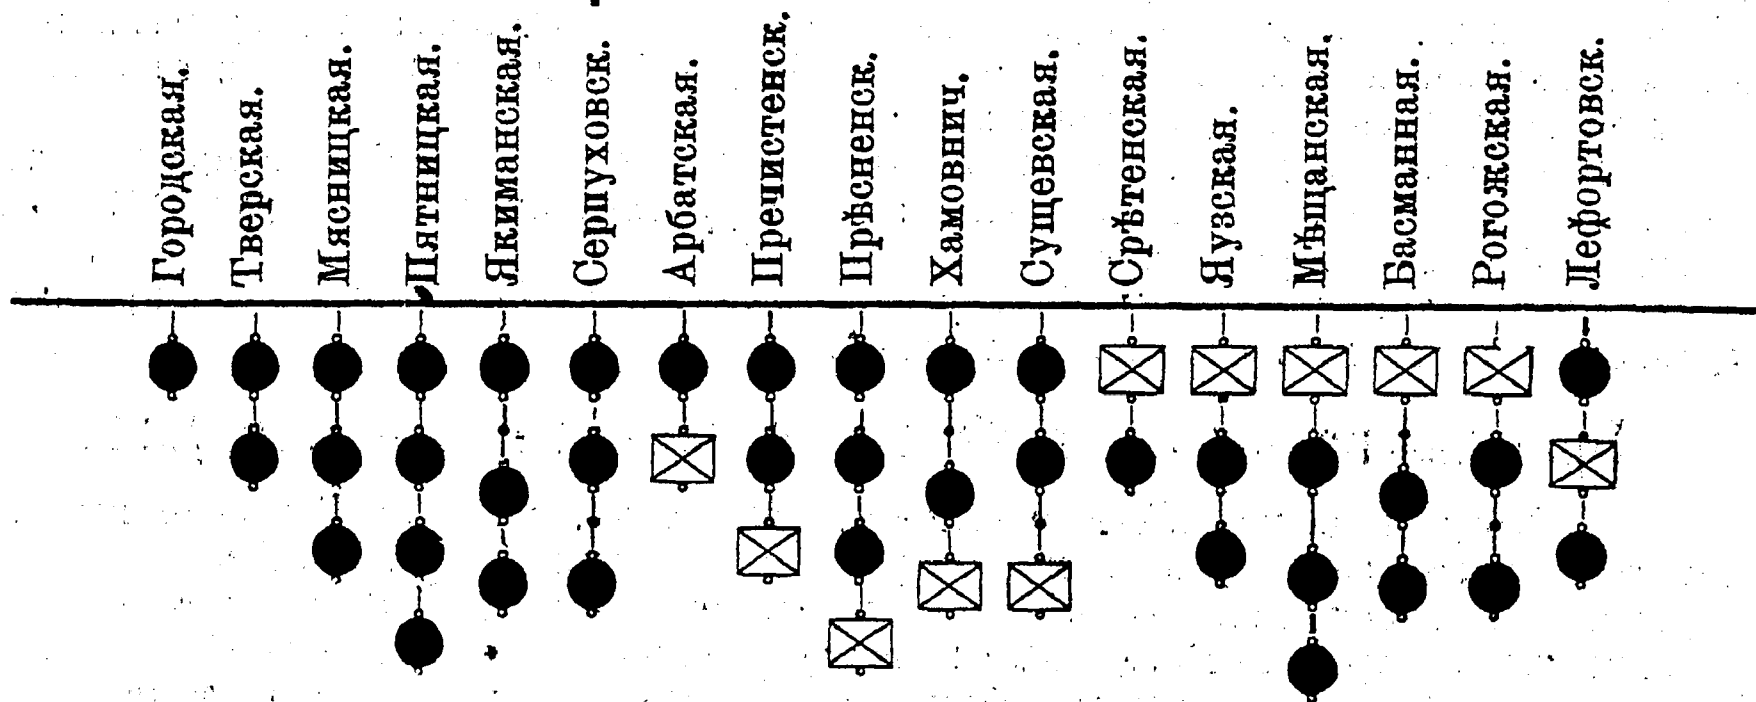 Городская.
Тверская.
Мясницкая.
Пятницкая.
Якиманская.
Серпуховск.
Арбатская.
Пречистенск.
Прѣсненск.
Хамовнич.
Сущевская.
Срѣтенская.
Яузская.
Мѣщанская.
Басманная.
Рогожская.
Лефортовск.